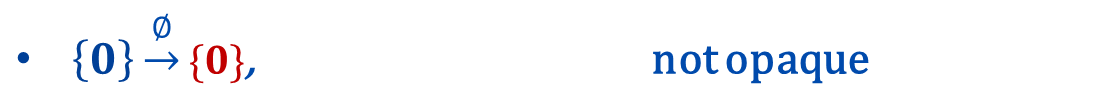 • {0} →^∅ {0}, not opaque